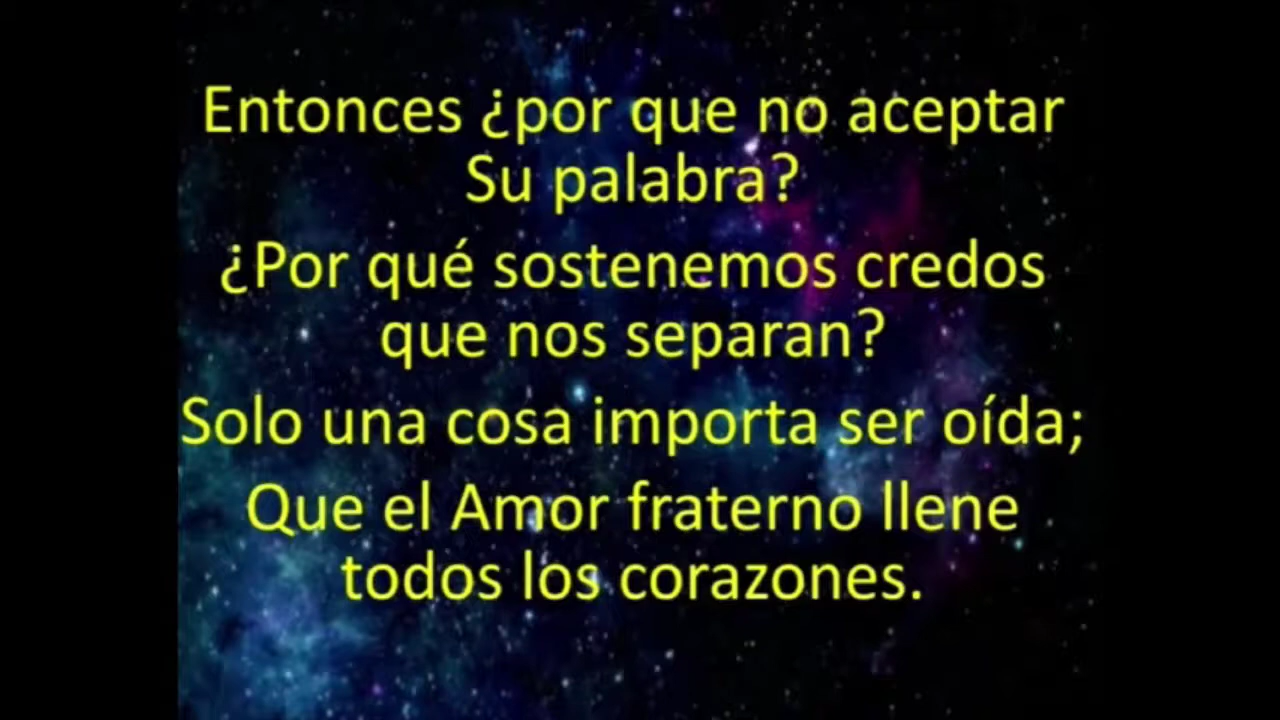 Entonces ¿por que no aceptar
Su palabra?
¿Por qué sostenemos credos
que nos separan?
Solo una cosa importa ser oída;
Que el Amor fraterno llene
todos los corazones.